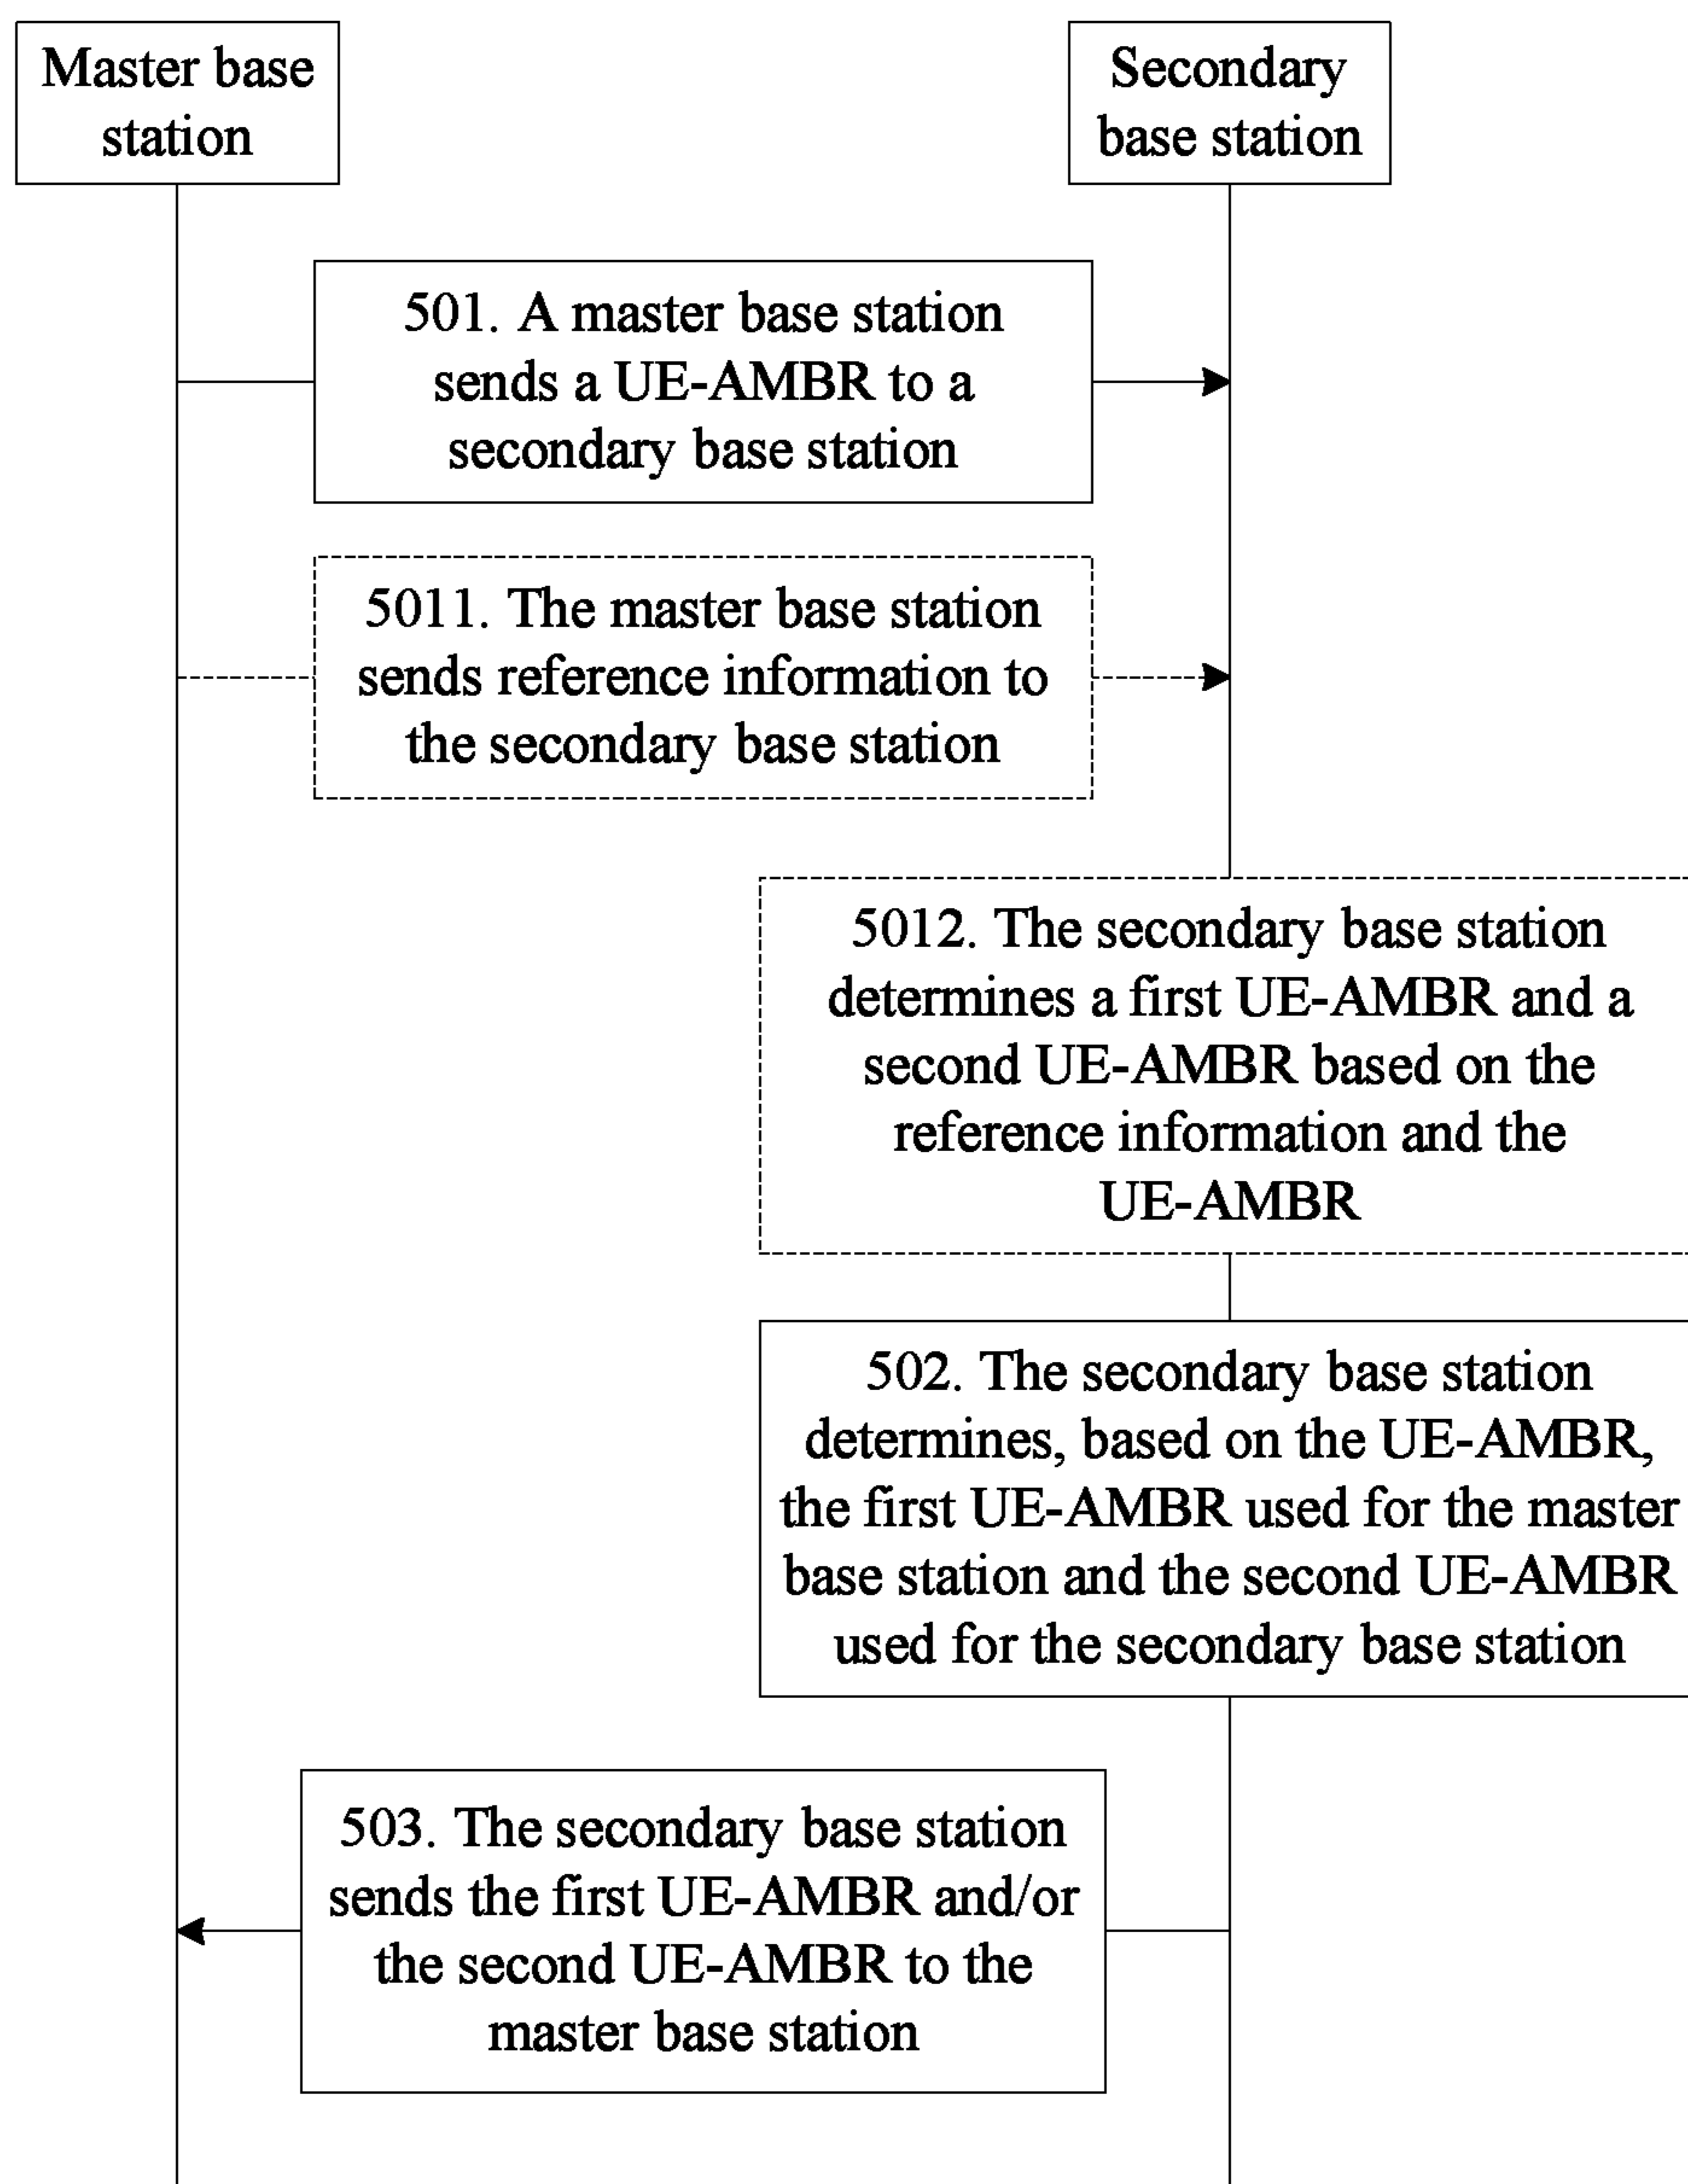 Master base
station
Secondary
base station
501. A master base station
sends a UE-AMBR to a
secondary base station
5011. The master base station
sends reference information to
the secondary base station
5012. The secondary base station
determines a first UE-AMBR and a
second UE-AMBR based on the
reference information and the
UE-AMBR
502. The secondary base station
determines, based on the UE-AMBR,
the first UE-AMBR used for the master
base station and the second UE-AMBR
used for the secondary base station
503. The secondary base station
sends the first UE-AMBR and/or
the second UE-AMBR to the
master base station